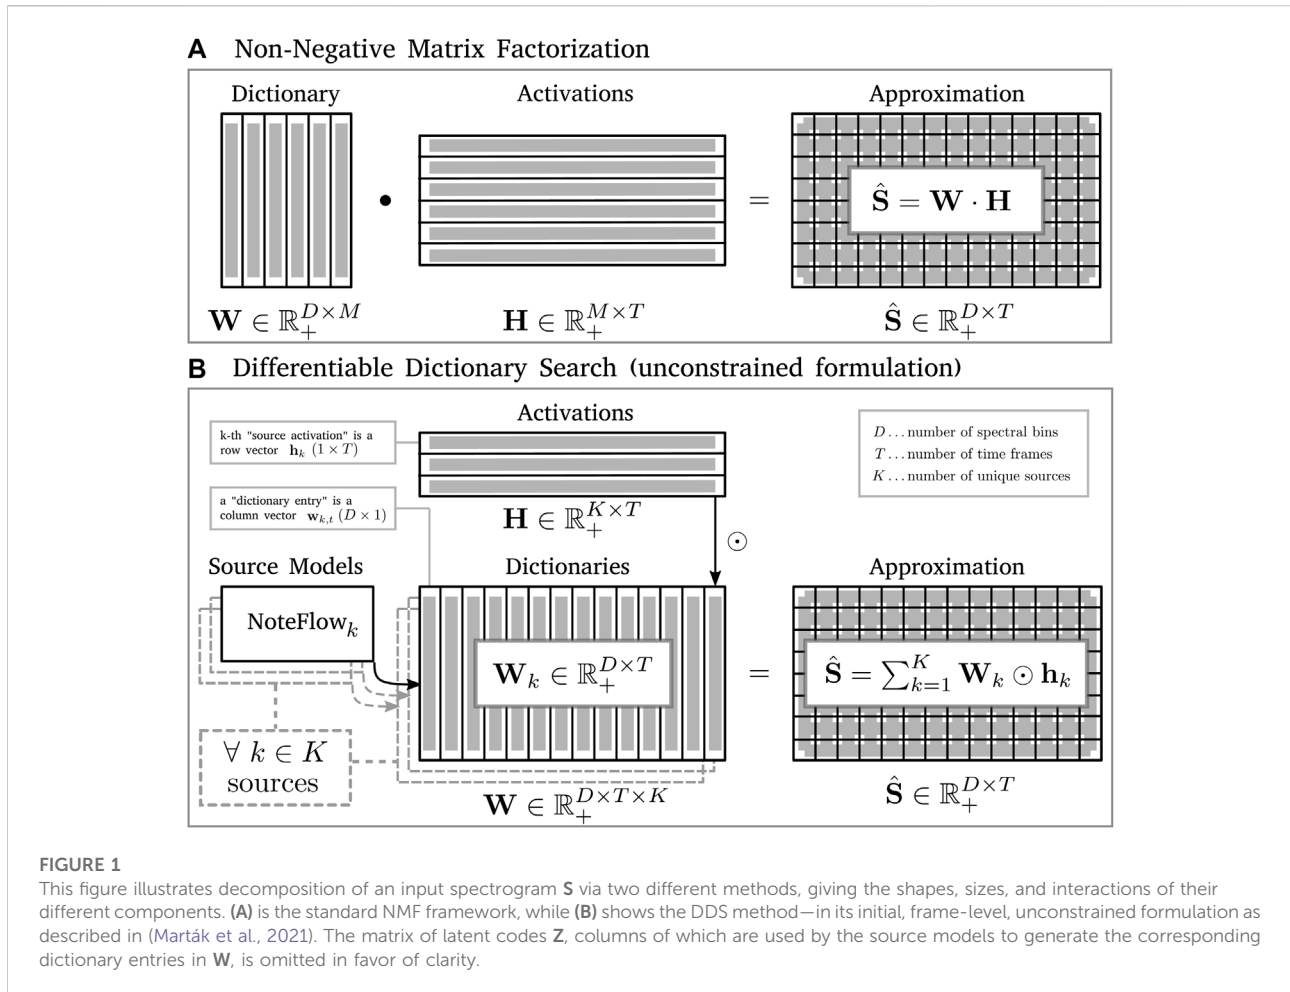 A Non-Negative Matrix Factorization
Dictionary
Activations
Approximation
•
=
Ŝ = W · H
W ∈ ℝ₊^{D×M}
H ∈ ℝ₊^{M×T}
Ŝ ∈ ℝ₊^{D×T}
B Differentiable Dictionary Search (unconstrained formulation)
Activations
k-th "source activation" is a
row vector h_k (1 × T)
D ... number of spectral bins
T ... number of time frames
K ... number of unique sources
a "dictionary entry" is a
column vector w_{k,t} (D × 1)
H ∈ ℝ₊^{K×T}
⊙
Source Models
Dictionaries
Approximation
NoteFlow_k
W_k ∈ ℝ₊^{D×T}
=
Ŝ = ∑_{k=1}^{K} W_k ⊙ h_k
∀ k ∈ K
sources
W ∈ ℝ₊^{D×T×K}
Ŝ ∈ ℝ₊^{D×T}
FIGURE 1
This figure illustrates decomposition of an input spectrogram S via two different methods, giving the shapes, sizes, and interactions of their
different components. (A) is the standard NMF framework, while (B) shows the DDS method—in its initial, frame-level, unconstrained formulation as
described in (Marták et al., 2021). The matrix of latent codes Z, columns of which are used by the source models to generate the corresponding
dictionary entries in W, is omitted in favor of clarity.